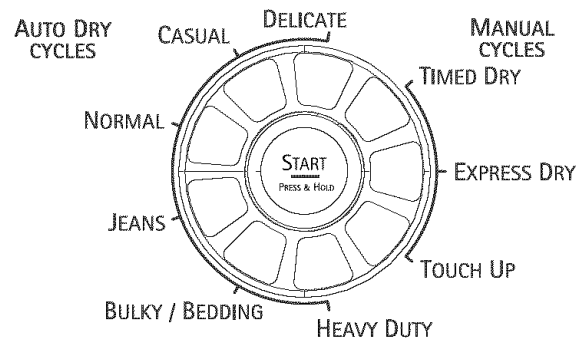 AUTO DRY
CYCLES
CASUAL
DELICATE
MANUAL
CYCLES
TIMED DRY
NORMAL
START
PRESS & HOLD
EXPRESS DRY
JEANS
TOUCH UP
BULKY / BEDDING
HEAVY DUTY